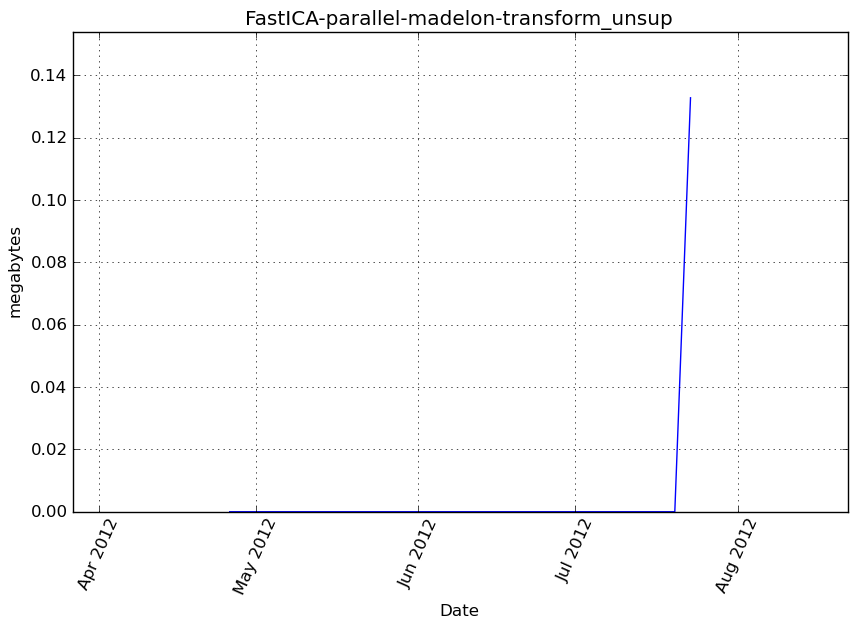 FastICA-parallel-madelon-transform_unsup
0.14
0.12
0.10
0.08
0.06
0.04
0.02
0.00
megabytes
Apr 2012
May 2012
Jun 2012
Jul 2012
Aug 2012
Date